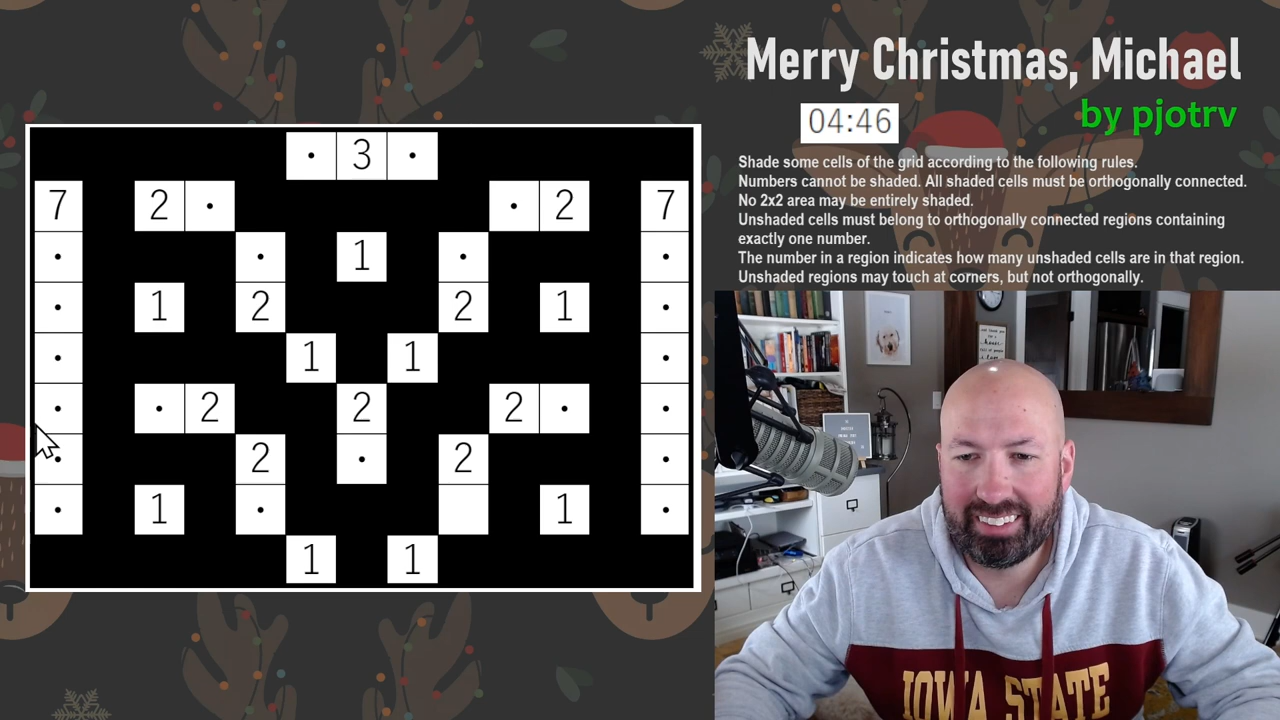 Merry Christmas, Michael
by pjotrv
04:46
Shade some cells of the grid according to the following rules.
Numbers cannot be shaded. All shaded cells must be orthogonally connected.
No 2x2 area may be entirely shaded.
Unshaded cells must belong to orthogonally connected regions containing
exactly one number.
The number in a region indicates how many unshaded cells are in that region.
Unshaded regions may touch at corners, but not orthogonally.
3
7 2 2 7
1
1 2 2 1
1 1
2 2 2
2 2
1 1
1 1
IOWA STATE